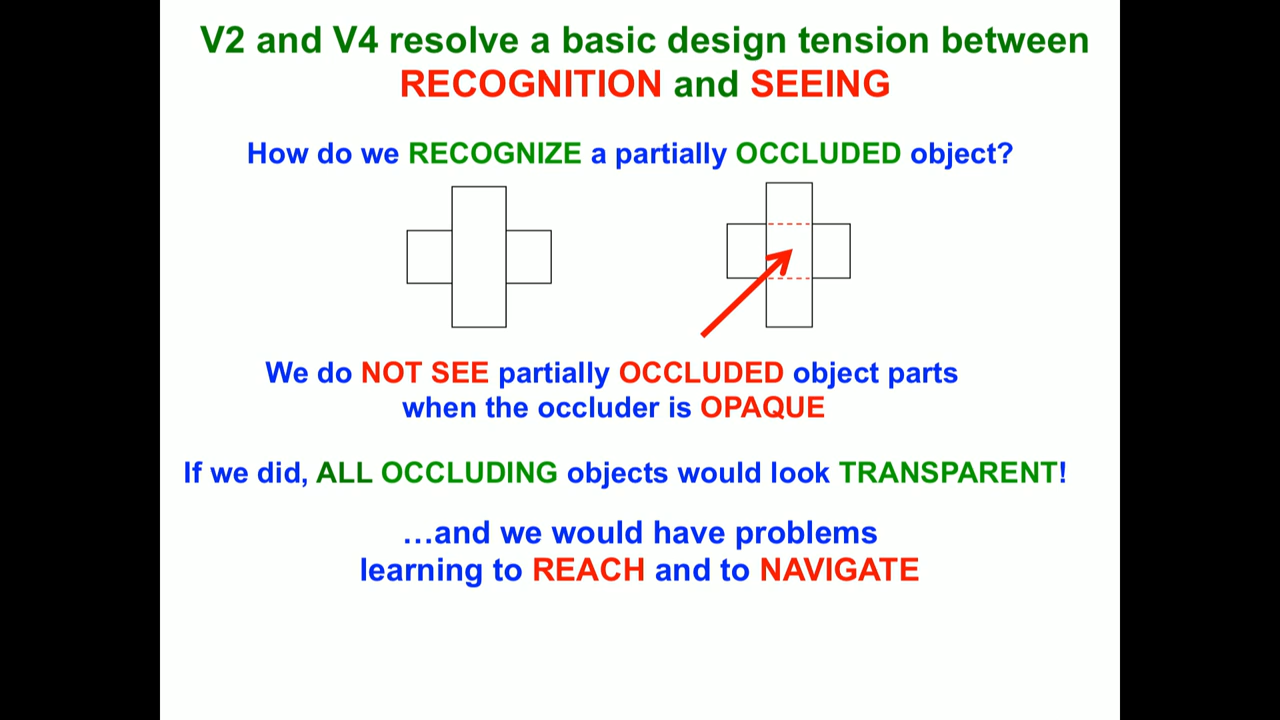 V2 and V4 resolve a basic design tension between
RECOGNITION and SEEING
How do we RECOGNIZE a partially OCCLUDED object?
We do NOT SEE partially OCCLUDED object parts
when the occluder is OPAQUE
If we did, ALL OCCLUDING objects would look TRANSPARENT!
…and we would have problems
learning to REACH and to NAVIGATE